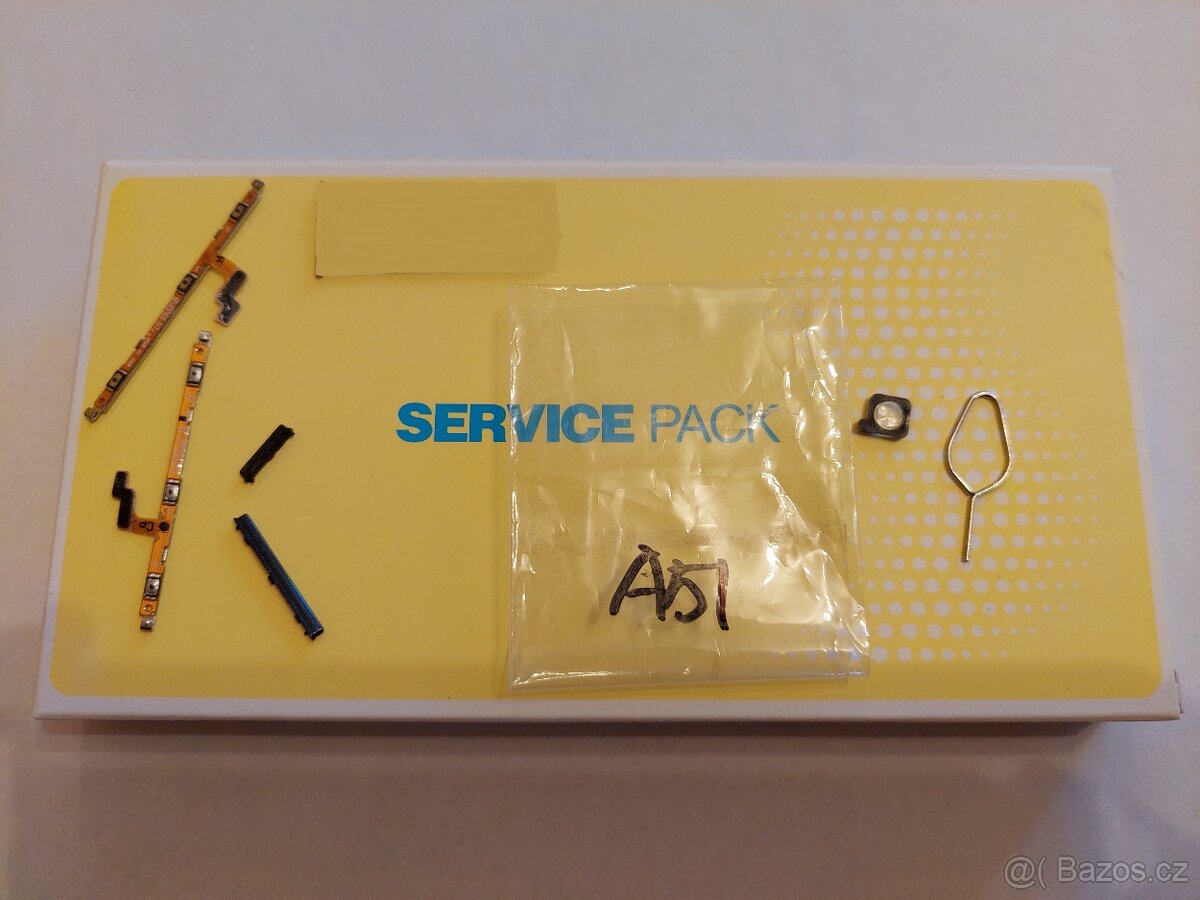 SERVICE PACK
A51
@( Bazos.cz